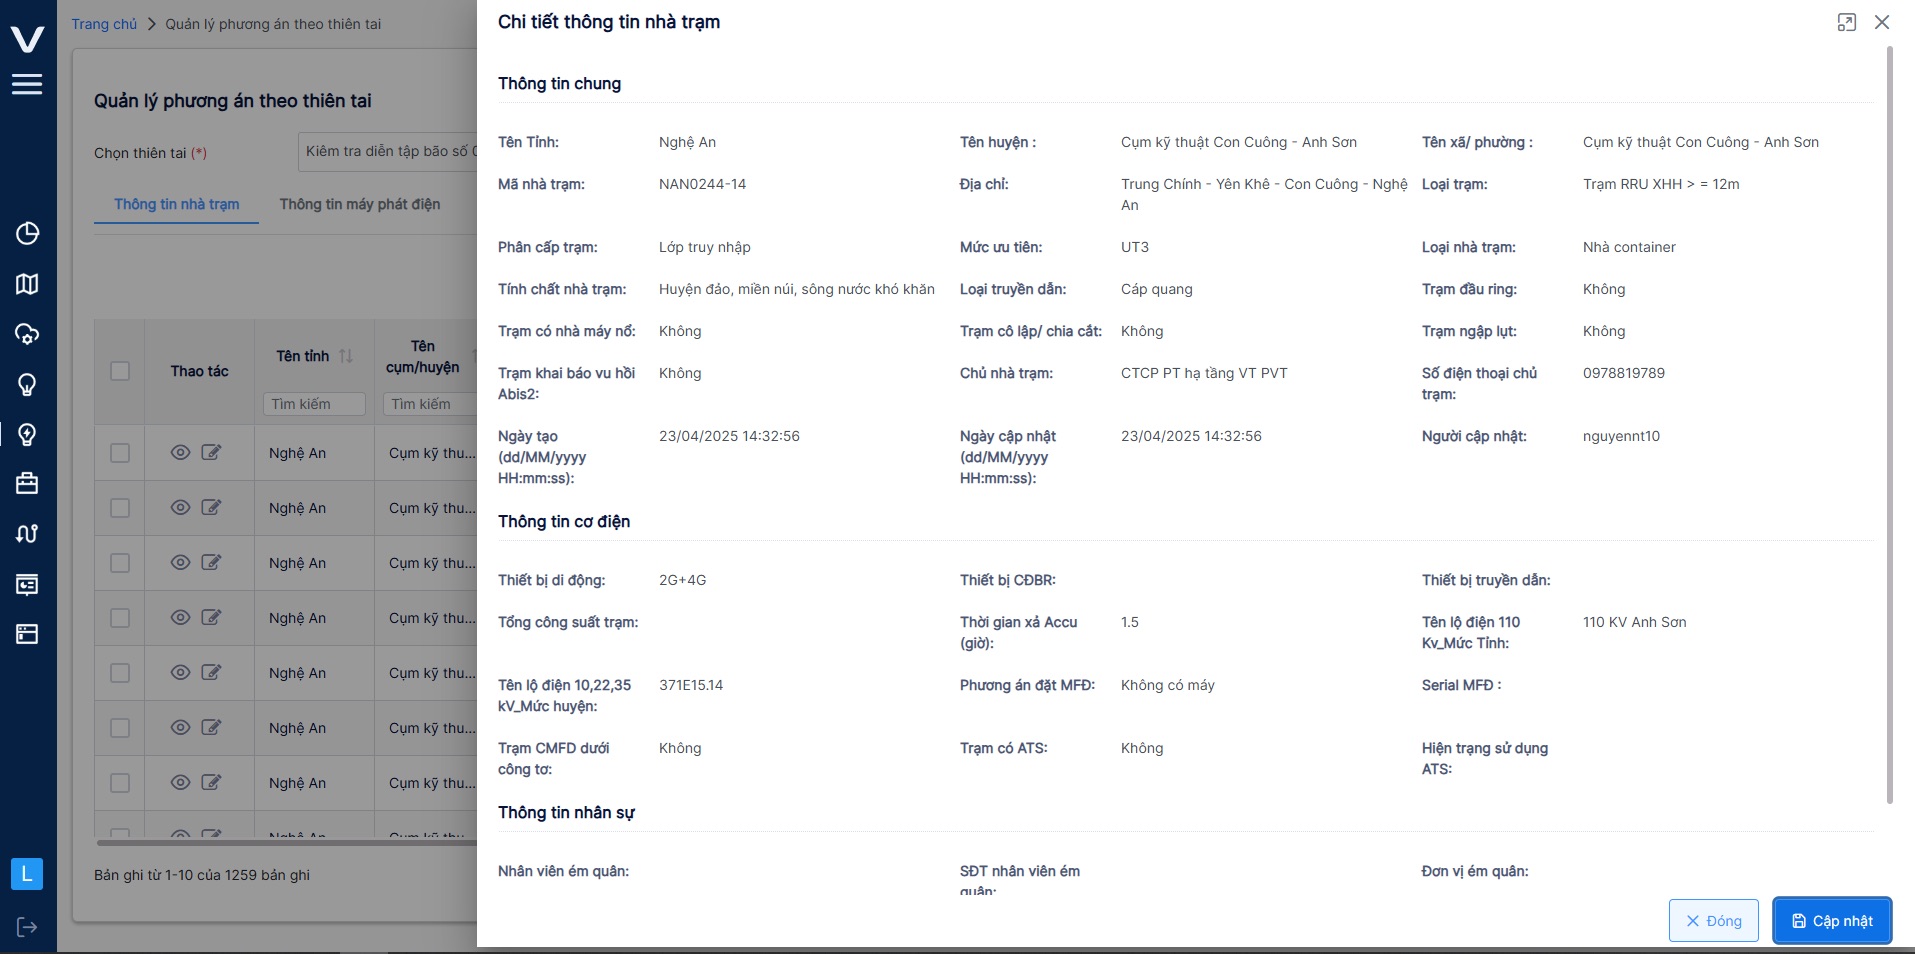 Trang chủ > Quản lý phương án theo thiên tai
Quản lý phương án theo thiên tai
Chọn thiên tai (*)
Kiểm tra diễn tập bão số
Thông tin nhà trạm
Thông tin máy phát điện
Thao tác
Tên tỉnh
Tên cụm/huyện
Tìm kiếm
Tìm kiếm
Nghệ An Cụm kỹ thu...
Nghệ An Cụm kỹ thu...
Nghệ An Cụm kỹ thu...
Nghệ An Cụm kỹ thu...
Nghệ An Cụm kỹ thu...
Nghệ An Cụm kỹ thu...
Nghệ An Cụm kỹ thu...
Nghệ An Cụm kỹ thu...
Bản ghi từ 1-10 của 1259 bản ghi
L
Chi tiết thông tin nhà trạm
Thông tin chung
Tên Tỉnh: Nghệ An
Tên huyện : Cụm kỹ thuật Con Cuông - Anh Sơn
Tên xã/ phường : Cụm kỹ thuật Con Cuông - Anh Sơn
Mã nhà trạm: NAN0244-14
Địa chỉ: Trung Chính - Yên Khê - Con Cuông - Nghệ
An
Loại trạm: Trạm RRU XHH > = 12m
Phân cấp trạm: Lớp truy nhập
Mức ưu tiên: UT3
Loại nhà trạm: Nhà container
Tính chất nhà trạm: Huyện đảo, miền núi, sông nước khó khăn
Loại truyền dẫn: Cáp quang
Trạm đầu ring: Không
Trạm có nhà máy nổ: Không
Trạm cô lập/ chia cắt: Không
Trạm ngập lụt: Không
Trạm khai báo vu hồi
Abis2:
Không
Chủ nhà trạm: CTCP PT hạ tầng VT PVT
Số điện thoại chủ
trạm:
0978819789
Ngày tạo
(dd/MM/yyyy
HH:mm:ss):
23/04/2025 14:32:56
Ngày cập nhật
(dd/MM/yyyy
HH:mm:ss):
23/04/2025 14:32:56
Người cập nhật: nguyennt10
Thông tin cơ điện
Thiết bị di động: 2G+4G
Thiết bị CĐBR:
Thiết bị truyền dẫn:
Tổng công suất trạm:
Thời gian xả Accu
(giờ):
1.5
Tên lộ điện 110
Kv_Mức Tỉnh:
110 KV Anh Sơn
Tên lộ điện 10,22,35
kV_Mức huyện:
371E15.14
Phương án đặt MFĐ: Không có máy
Serial MFĐ :
Trạm CMFD dưới
công tơ:
Không
Trạm có ATS: Không
Hiện trạng sử dụng
ATS:
Thông tin nhân sự
Nhân viên ém quân:
SĐT nhân viên ém
quân:
Đơn vị ém quân:
Đóng
Cập nhật